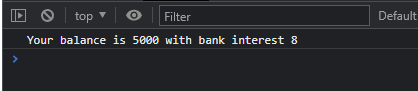 top Filter Default
Your balance is 5000 with bank interest 8